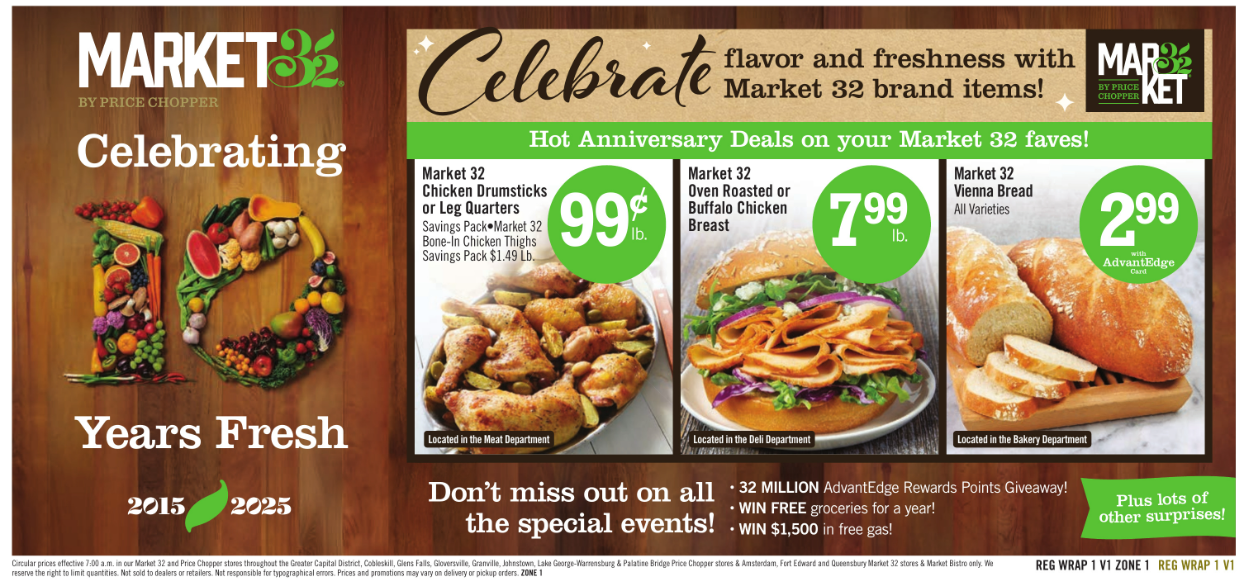 MARKET 32®
BY PRICE CHOPPER
Celebrating
10
Years Fresh
2015 2025
Celebrate
flavor and freshness with
Market 32 brand items!
MAR32
BY PRICE
CHOPPER
KET
Hot Anniversary Deals on your Market 32 faves!
Market 32
Chicken Drumsticks
or Leg Quarters
Savings Pack•Market 32
Bone-In Chicken Thighs
Savings Pack $1.49 Lb.
99¢
lb.
Located in the Meat Department
Market 32
Oven Roasted or
Buffalo Chicken
Breast
7 99
lb.
Located in the Deli Department
Market 32
Vienna Bread
All Varieties
2 99
with
AdvantEdge
Card
Located in the Bakery Department
Don't miss out on all
the special events!
• 32 MILLION AdvantEdge Rewards Points Giveaway!
• WIN FREE groceries for a year!
• WIN $1,500 in free gas!
Plus lots of
other surprises!
Circular prices effective 7:00 a.m. in our Market 32 and Price Chopper stores throughout the Greater Capital District, Cobleskill, Glens Falls, Gloversville, Granville, Johnstown, Lake George-Warrensburg & Palatine Bridge Price Chopper stores & Amsterdam, Fort Edward and Queensbury Market 32 stores & Market Bistro only. We
reserve the right to limit quantities. Not sold to dealers or retailers. Not responsible for typographical errors. Prices and promotions may vary on delivery or pickup orders. ZONE 1
REG WRAP 1 V1 ZONE 1 REG WRAP 1 V1